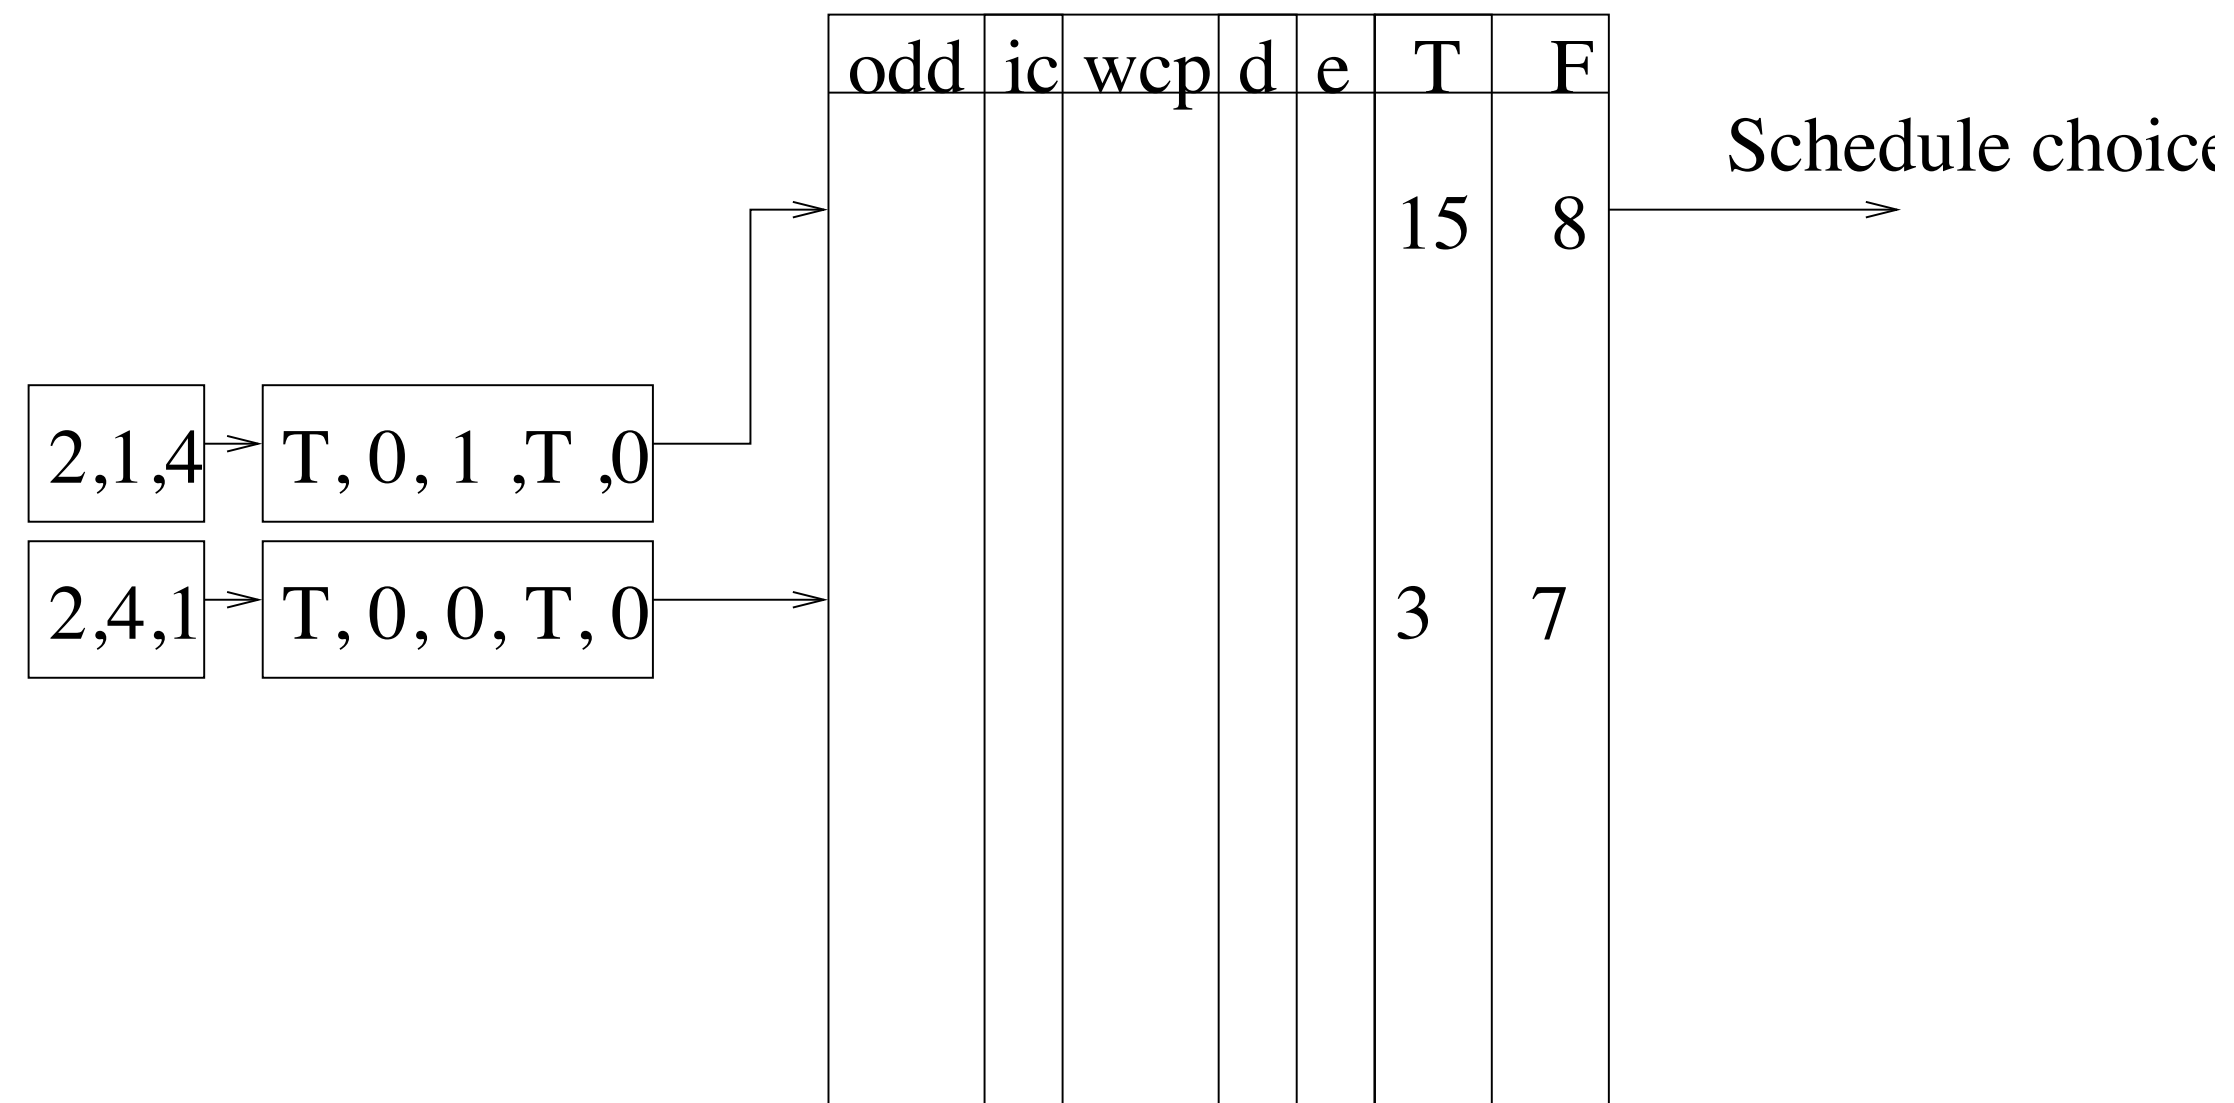 odd ic wcp d e T F
Schedule choice
15 8
2,1,4 T, 0, 1 ,T ,0
2,4,1 T, 0, 0, T, 0 3 7